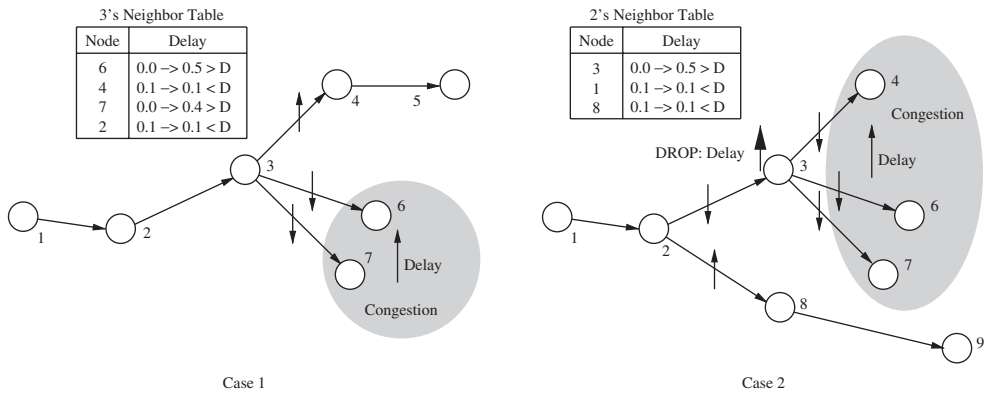 3's Neighbor Table
Node Delay
6 0.0 –> 0.5 > D
4 0.1 –> 0.1 < D
7 0.0 –> 0.4 > D
2 0.1 –> 0.1 < D
4
5
3
6
1
2
7
Delay
Congestion
Case 1
2's Neighbor Table
Node Delay
3 0.0 –> 0.5 > D
1 0.1 –> 0.1 < D
8 0.1 –> 0.1 < D
4
Congestion
DROP: Delay
3
Delay
6
1
2
7
8
9
Case 2